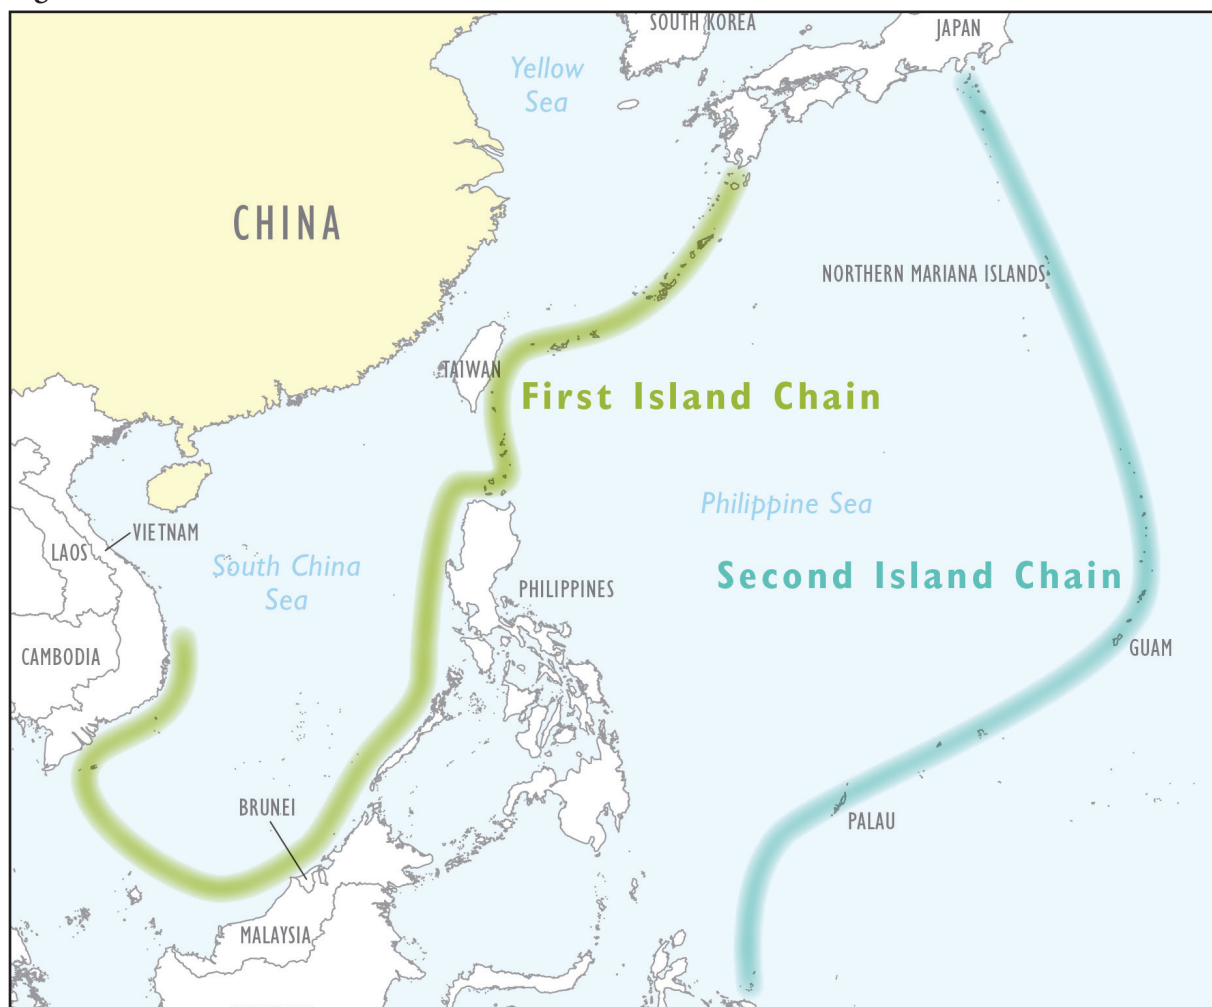 SOUTH KOREA
JAPAN
Yellow
Sea
CHINA
NORTHERN MARIANA ISLANDS
TAIWAN
First Island Chain
Philippine Sea
VIETNAM
LAOS
South China
Sea
Second Island Chain
PHILIPPINES
CAMBODIA
GUAM
BRUNEI
PALAU
MALAYSIA